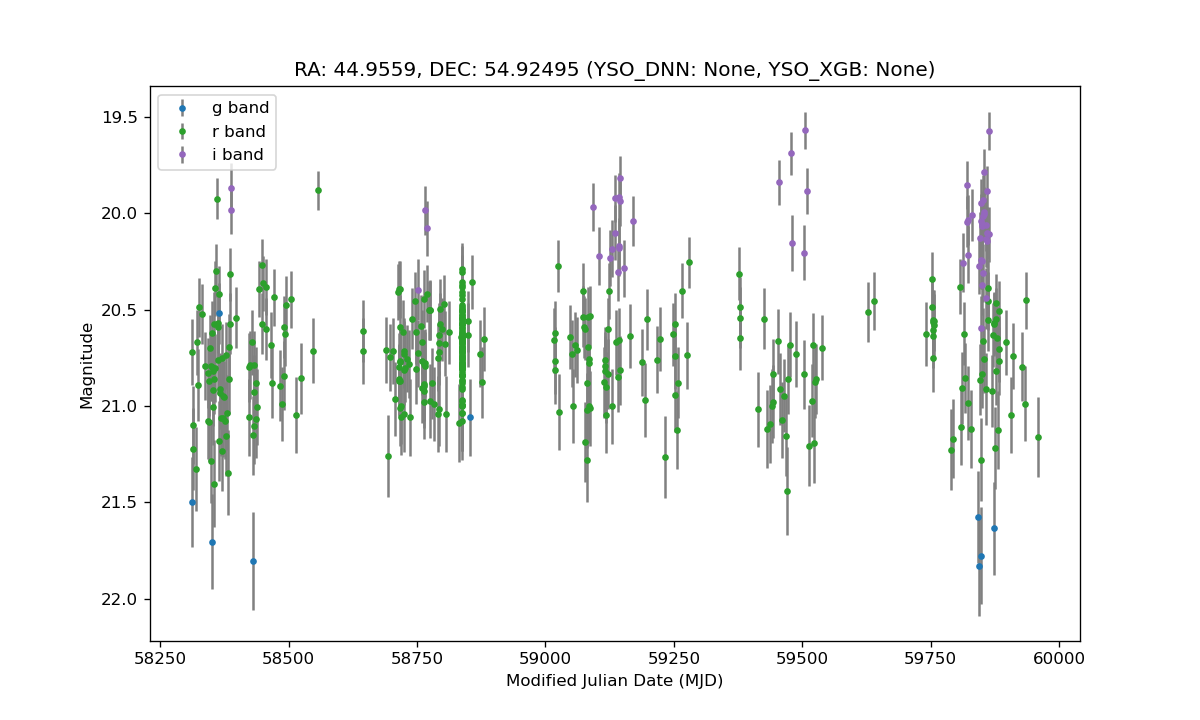 RA: 44.9559, DEC: 54.92495 (YSO_DNN: None, YSO_XGB: None)
g band
r band
i band
19.5
20.0
20.5
21.0
21.5
22.0
Magnitude
58250 58500 58750 59000 59250 59500 59750 60000
Modified Julian Date (MJD)